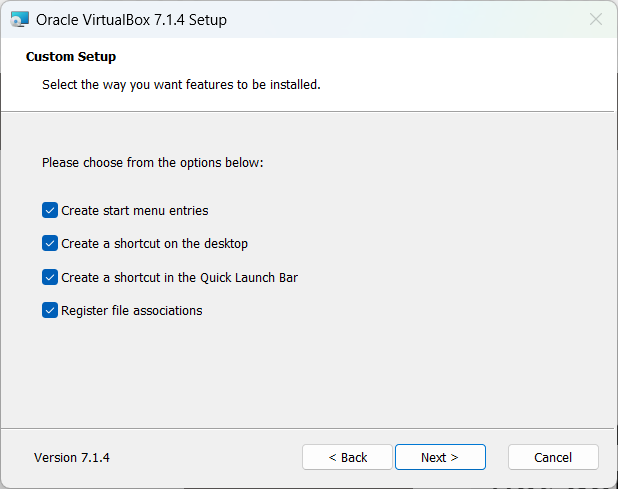 Oracle VirtualBox 7.1.4 Setup
Custom Setup
Select the way you want features to be installed.
Please choose from the options below:
Create start menu entries
Create a shortcut on the desktop
Create a shortcut in the Quick Launch Bar
Register file associations
Version 7.1.4
< Back
Next >
Cancel